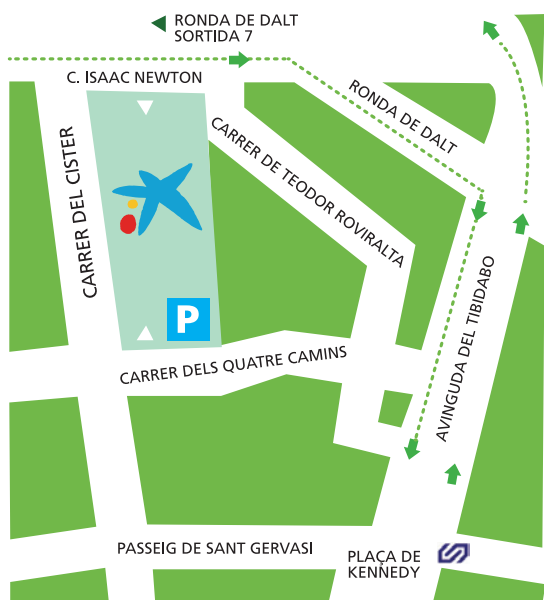 RONDA DE DALT
SORTIDA 7
C. ISAAC NEWTON
RONDA DE DALT
CARRER DE TEODOR ROVIRALTA
CARRER DEL CISTER
P
AVINGUDA DEL TIBIDABO
CARRER DELS QUATRE CAMINS
PASSEIG DE SANT GERVASI
PLAÇA DE
KENNEDY